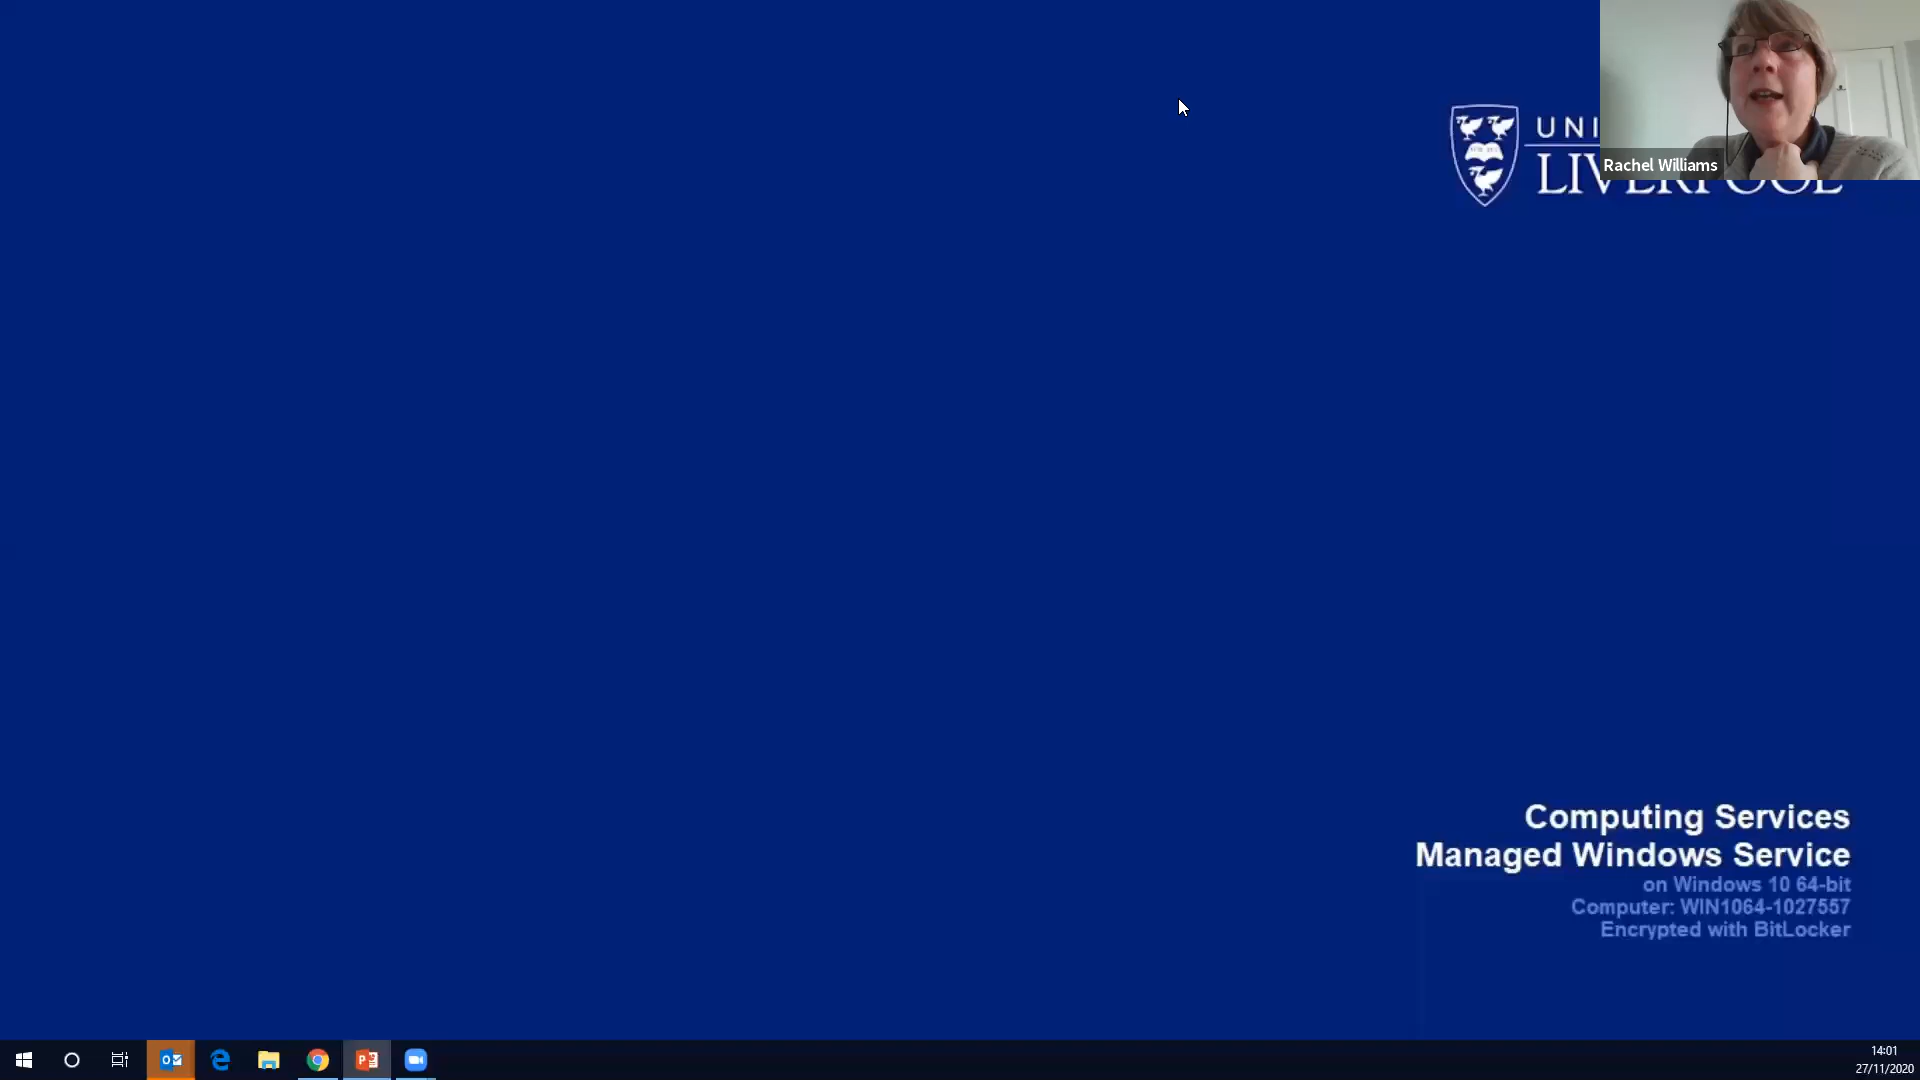 UNI
LIVERPOOL
Rachel Williams
Computing Services
Managed Windows Service
on Windows 10 64-bit
Computer: WIN1064-1027557
Encrypted with BitLocker
14:01
27/11/2020